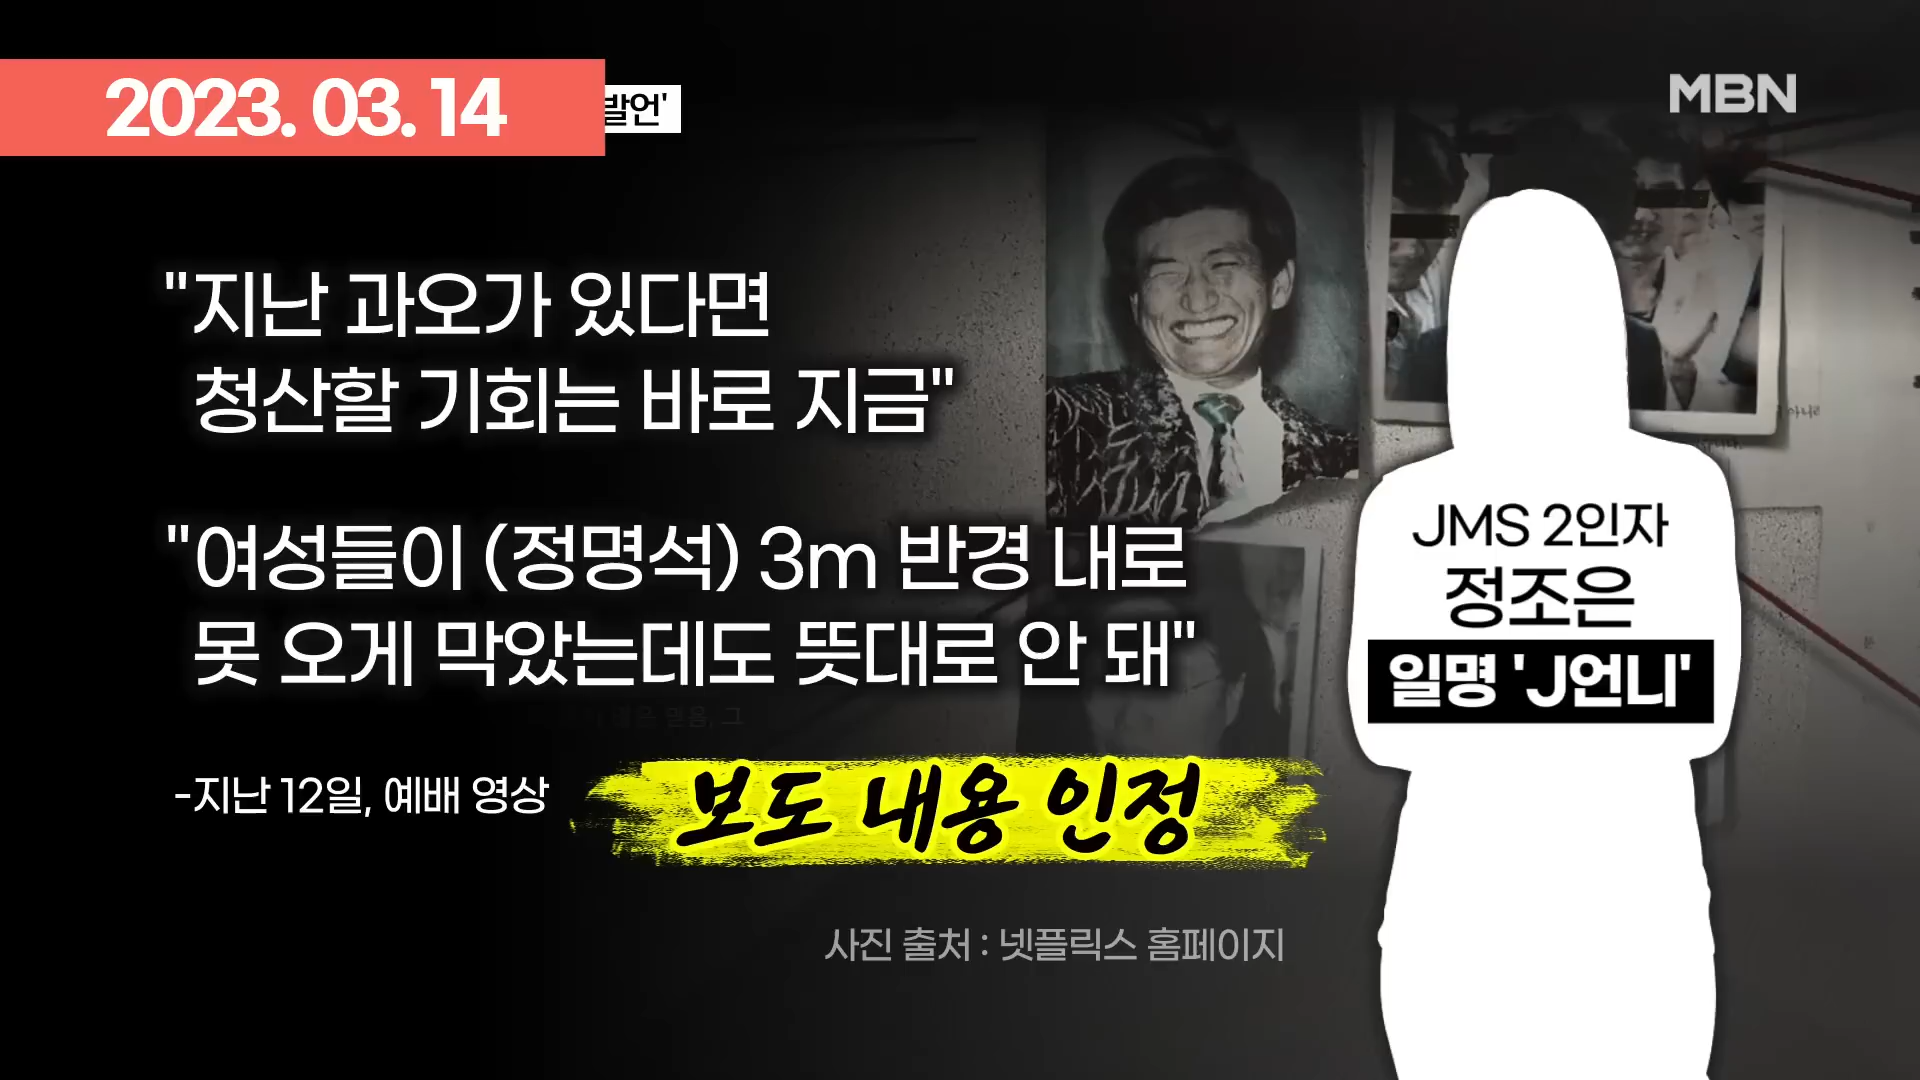 2023. 03. 14
발언'
MBN
"지난 과오가 있다면
청산할 기회는 바로 지금"
"여성들이 (정명석) 3m 반경 내로
못 오게 막았는데도 뜻대로 안 돼"
-지난 12일, 예배 영상
보도 내용 인정
JMS 2인자
정조은
일명 'J언니'
사진 출처 : 넷플릭스 홈페이지